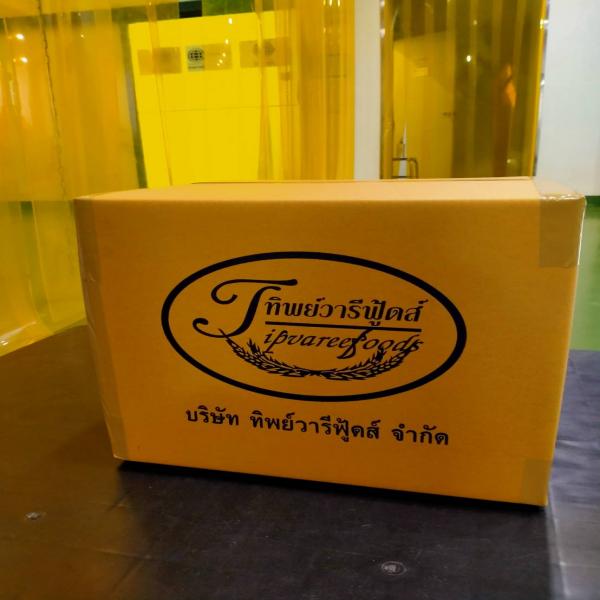 ทิพย์วารีฟู้ดส์
Tipvareefoods
บริษัท ทิพย์วารีฟู้ดส์ จำกัด